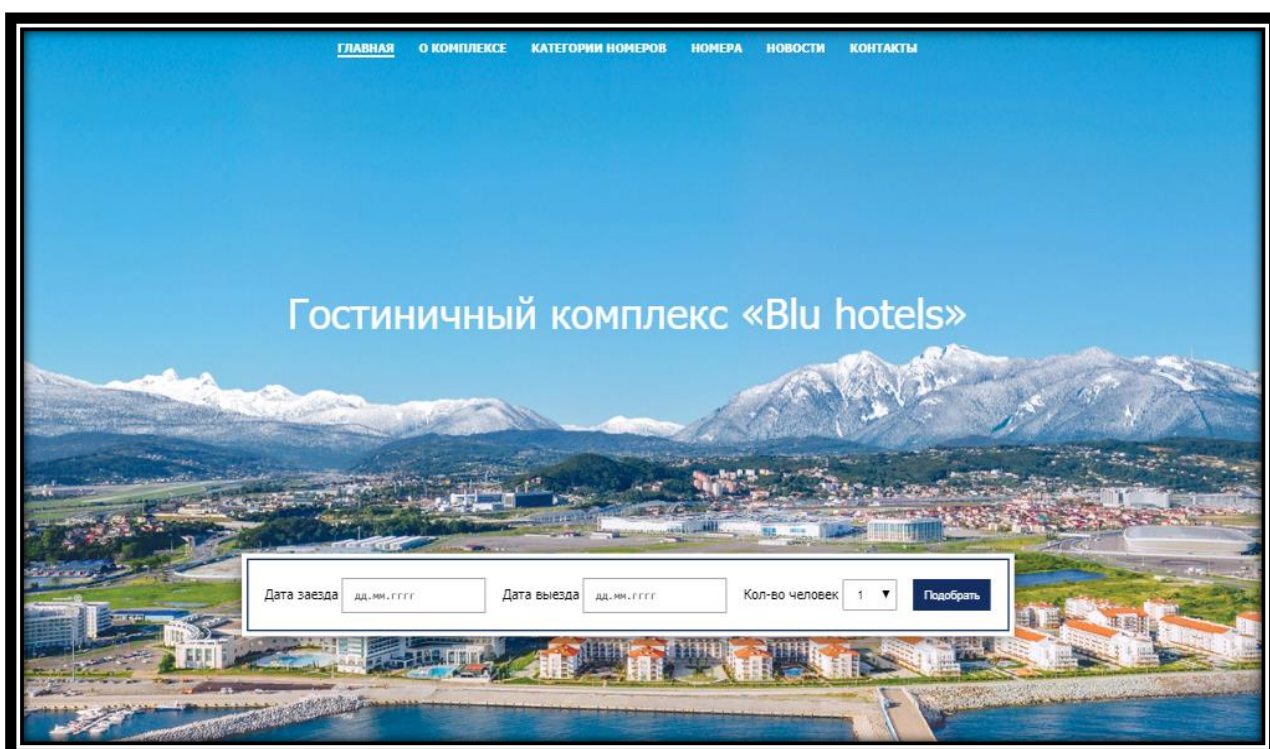 ГЛАВНАЯ О КОМПЛЕКСЕ КАТЕГОРИИ НОМЕРОВ НОМЕРА НОВОСТИ КОНТАКТЫ
Гостиничный комплекс «Blu hotels»
Дата заезда дд.мм.гггг Дата выезда дд.мм.гггг Кол-во человек 1 Подобрать